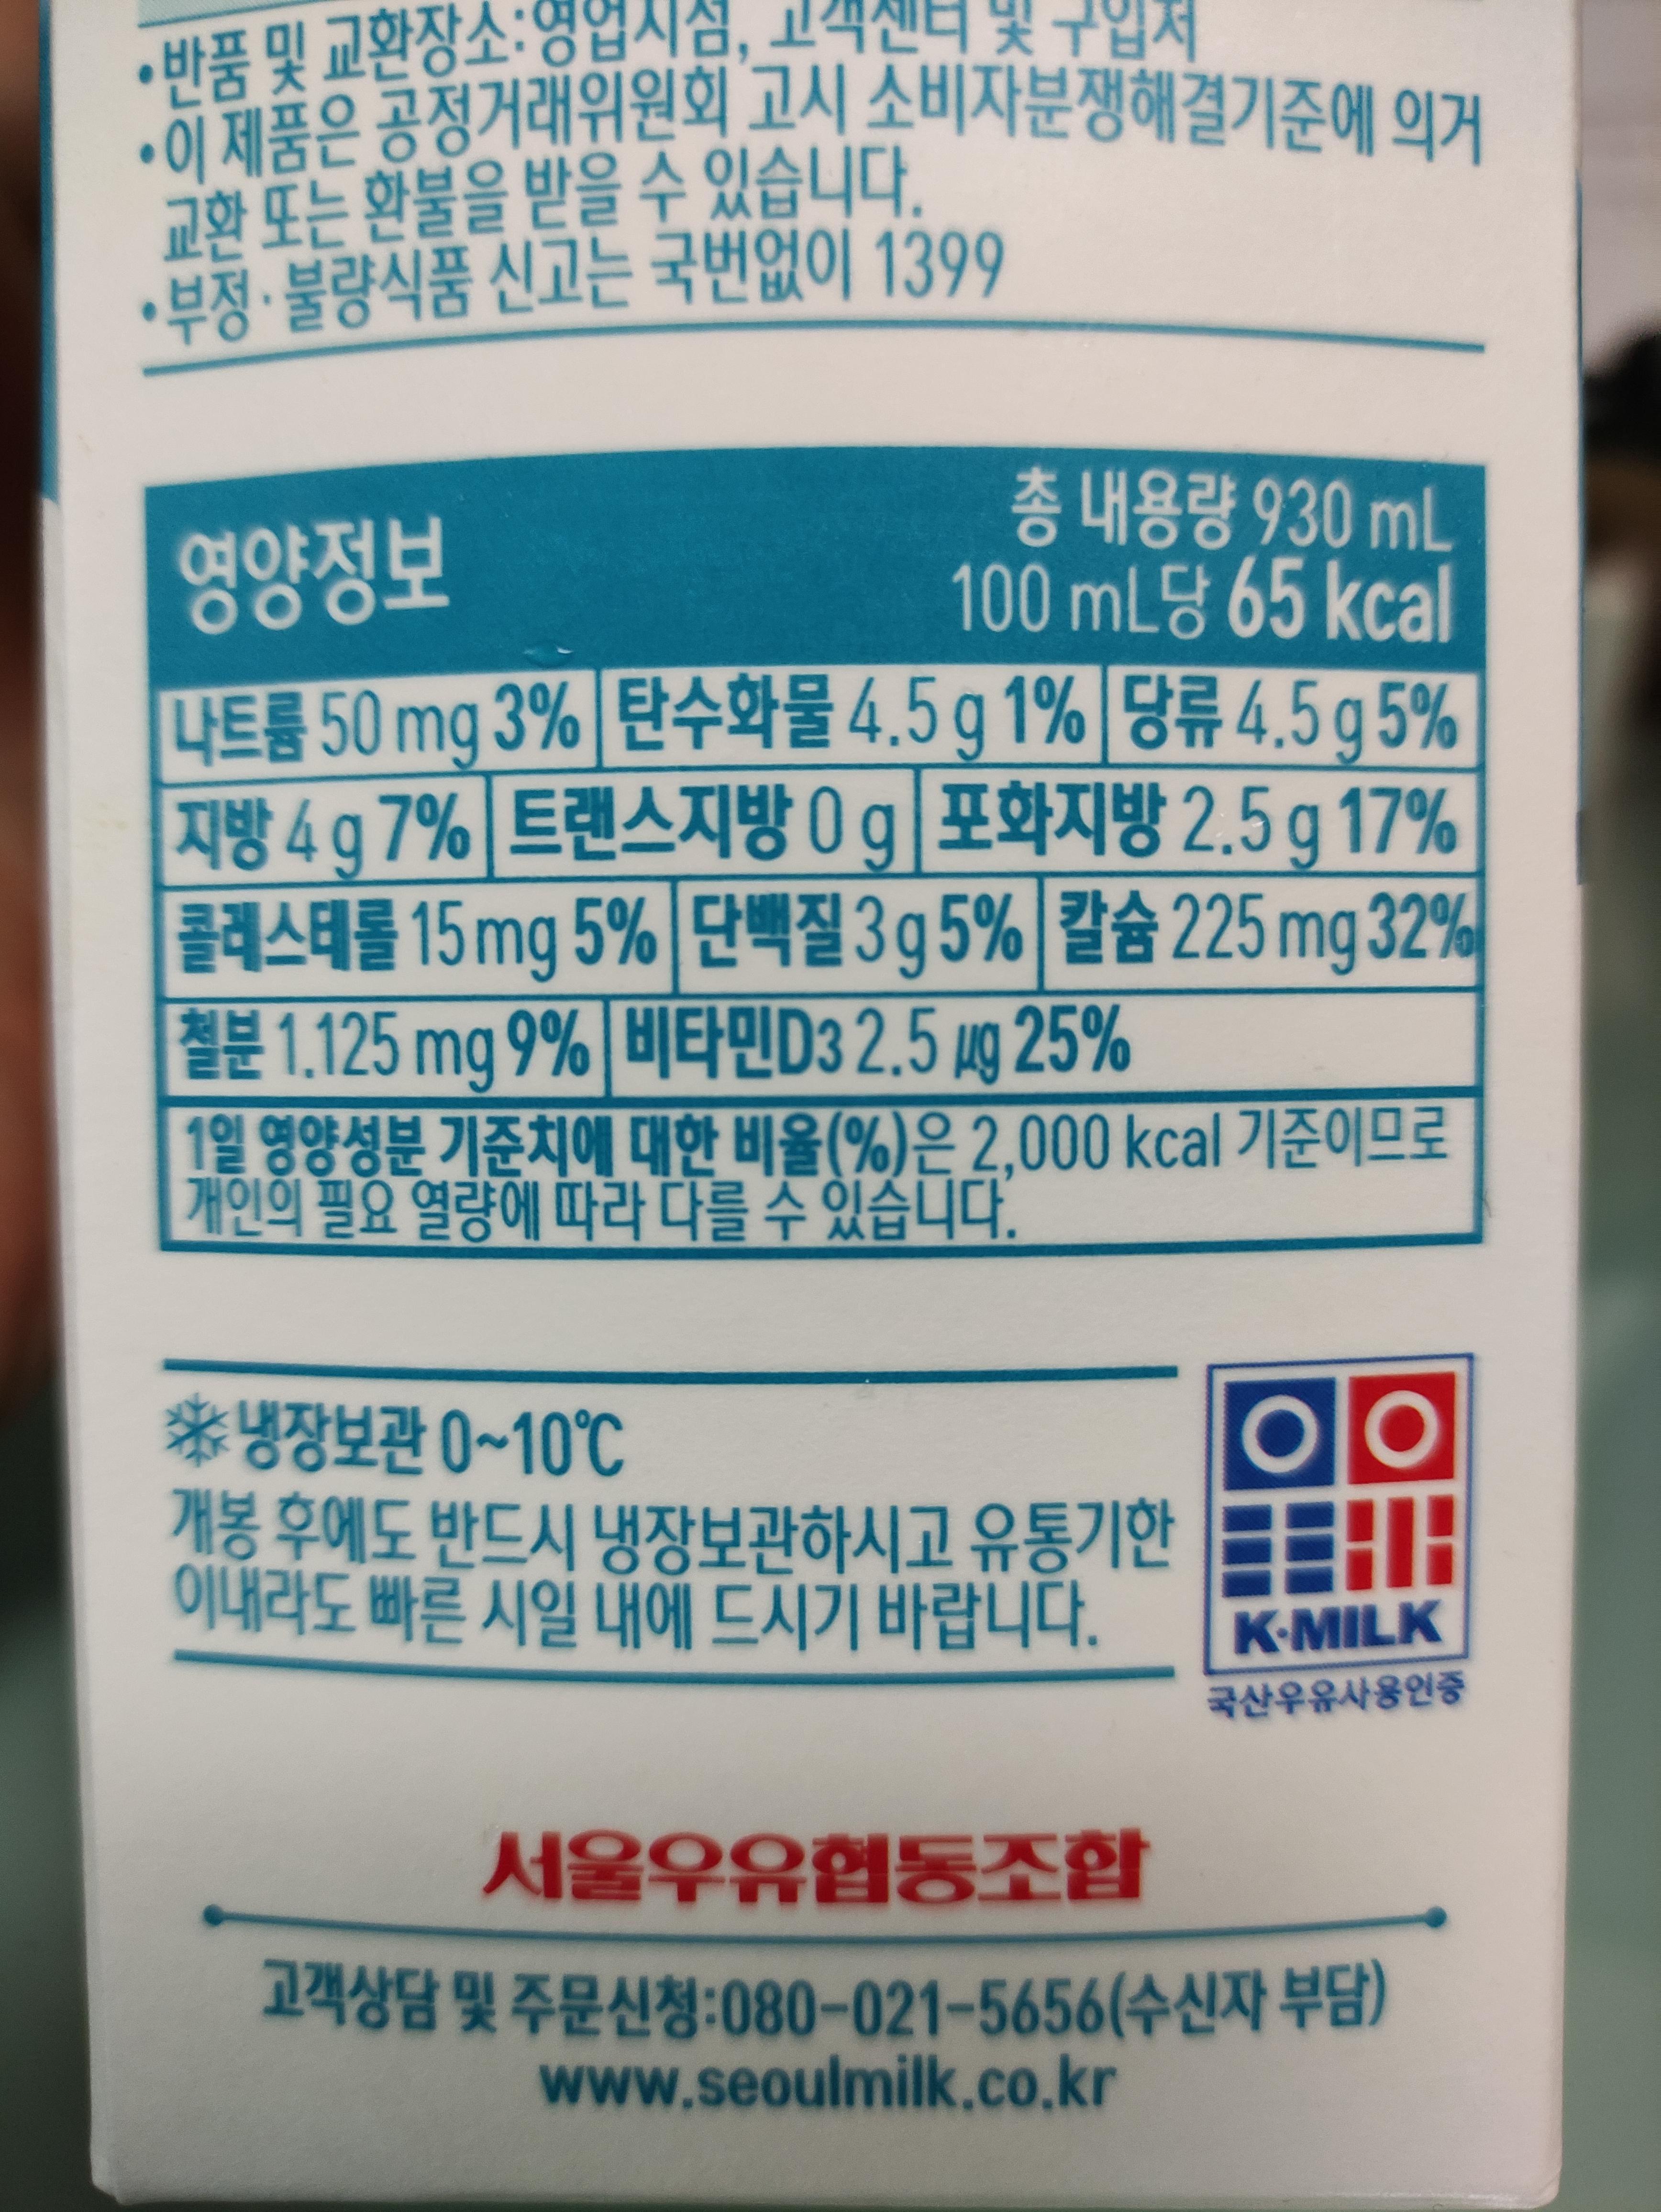 •반품 및 교환장소:영업지점, 고객센터 및 구입처
•이 제품은 공정거래위원회 고시 소비자분쟁해결기준에 의거
교환 또는 환불을 받을 수 있습니다.
•부정·불량식품 신고는 국번없이 1399
영양정보
총 내용량 930 mL
100 mL당 65 kcal
나트륨 50 mg 3% 탄수화물 4.5 g 1% 당류 4.5 g 5%
지방 4 g 7% 트랜스지방 0 g 포화지방 2.5 g 17%
콜레스테롤 15 mg 5% 단백질 3 g 5% 칼슘 225 mg 32%
철분 1.125 mg 9% 비타민D3 2.5 μg 25%
1일 영양성분 기준치에 대한 비율(%)은 2,000 kcal 기준이므로
개인의 필요 열량에 따라 다를 수 있습니다.
냉장보관 0~10℃
개봉 후에도 반드시 냉장보관하시고 유통기한
이내라도 빠른 시일 내에 드시기 바랍니다.
K·MILK
국산우유사용인증
서울우유협동조합
고객상담 및 주문신청:080-021-5656(수신자 부담)
www.seoulmilk.co.kr